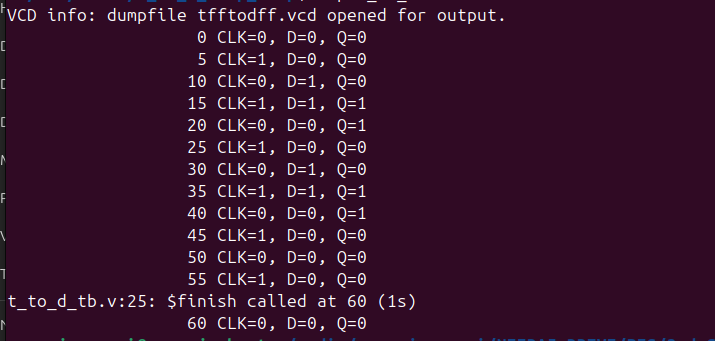 VCD info: dumpfile tfftodff.vcd opened for output.
0 CLK=0, D=0, Q=0
5 CLK=1, D=0, Q=0
10 CLK=0, D=1, Q=0
15 CLK=1, D=1, Q=1
20 CLK=0, D=0, Q=1
25 CLK=1, D=0, Q=0
30 CLK=0, D=1, Q=0
35 CLK=1, D=1, Q=1
40 CLK=0, D=0, Q=1
45 CLK=1, D=0, Q=0
50 CLK=0, D=0, Q=0
55 CLK=1, D=0, Q=0
t_to_d_tb.v:25: $finish called at 60 (1s)
60 CLK=0, D=0, Q=0